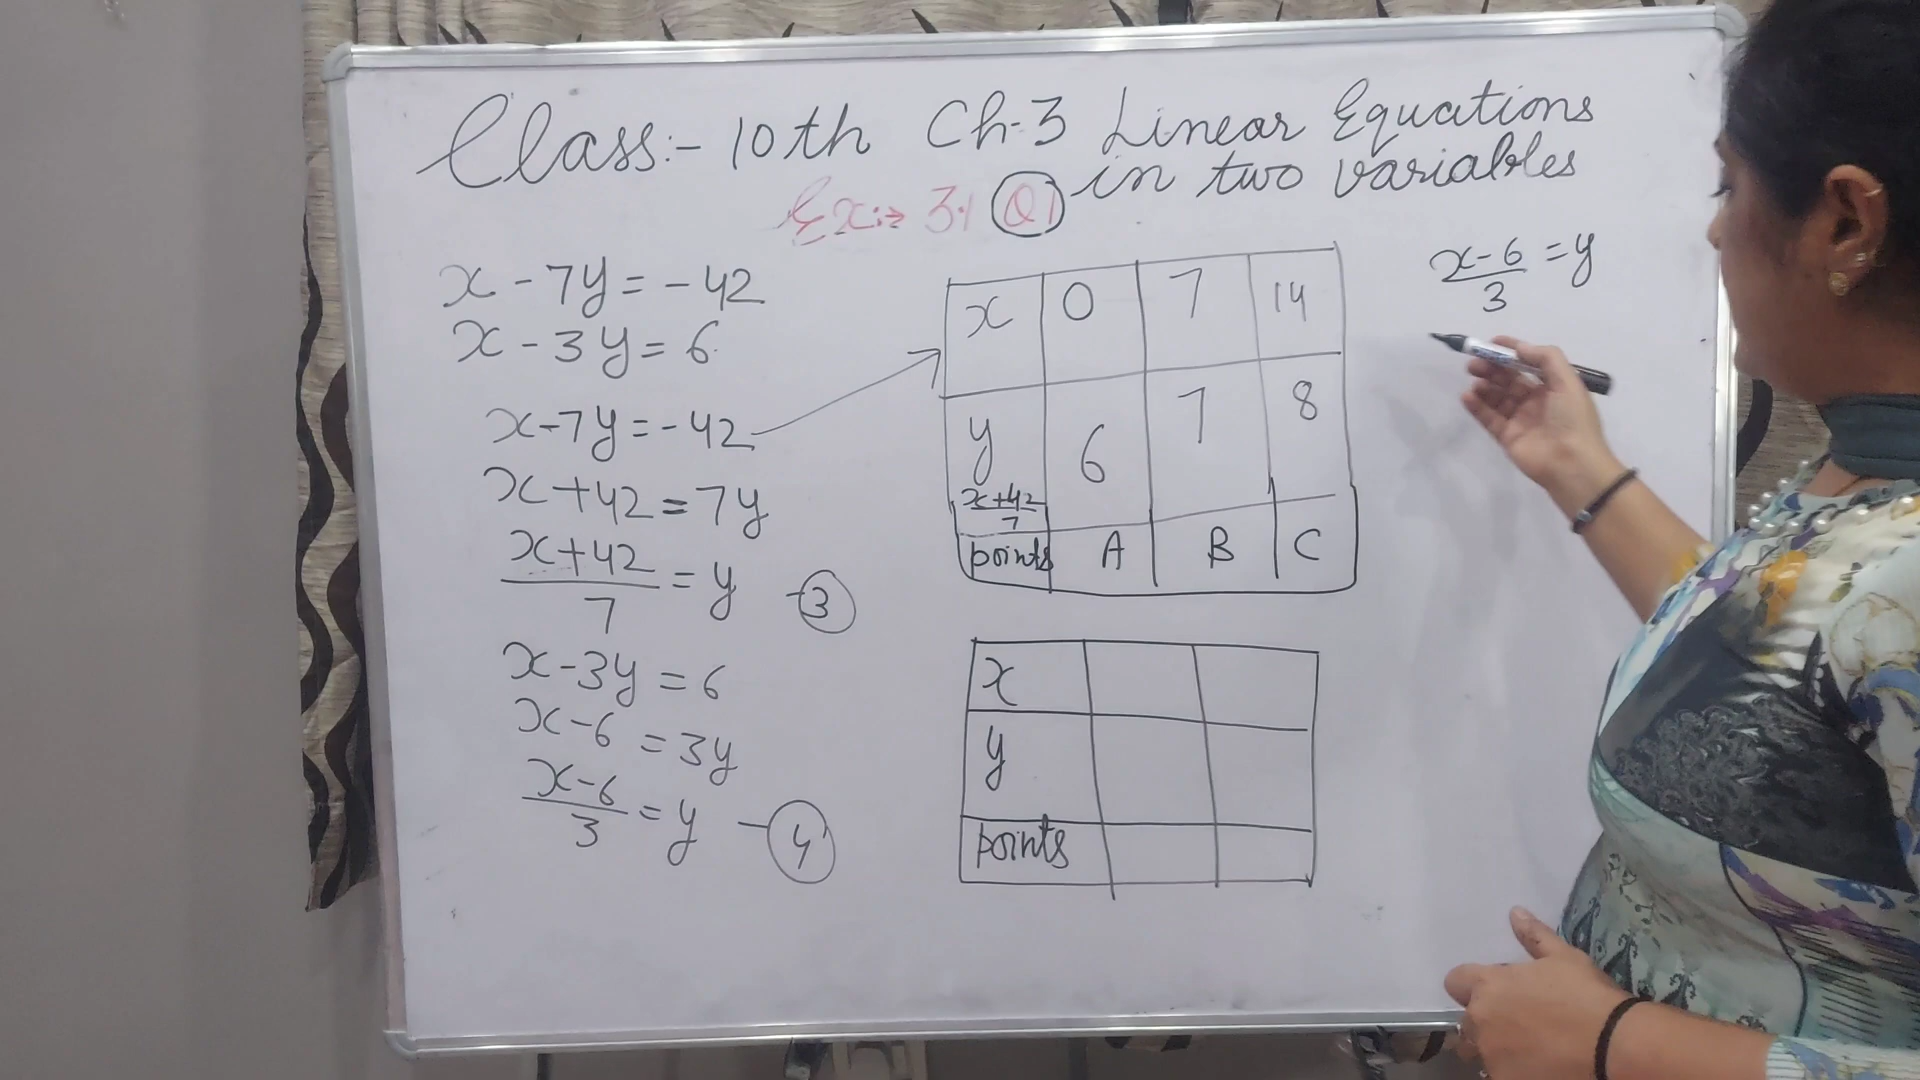 Class:- 10th Ch-3 Linear Equations
in two variables
Ex:→ 3.1 Q1
x - 7y = -42
x - 3y = 6
x - 7y = -42
x + 42 = 7y
x+42/7 = y -3
x - 3y = 6
x - 6 = 3y
x-6/3 = y -4
x 0 7 14
y x+42/7 6 7 8
points A B C
x
y
points
x-6/3 = y